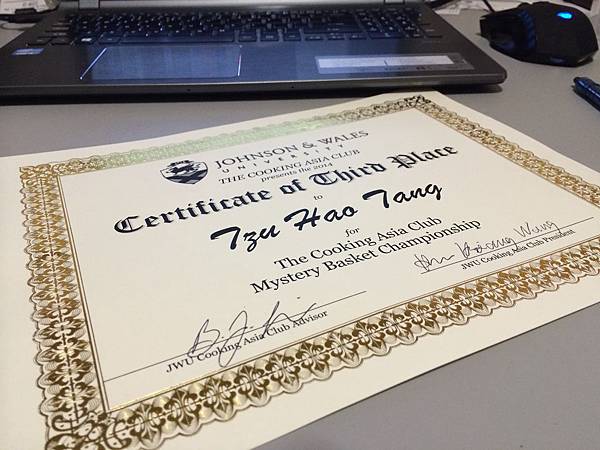 JOHNSON & WALES
UNIVERSITY
THE COOKING ASIA CLUB
presents the 2014
Certificate of Third Place
to
Tzu Hao Tang
for
The Cooking Asia Club
Mystery Basket Championship
JWU Cooking Asia Club President
JWU Cooking Asia Club Advisor